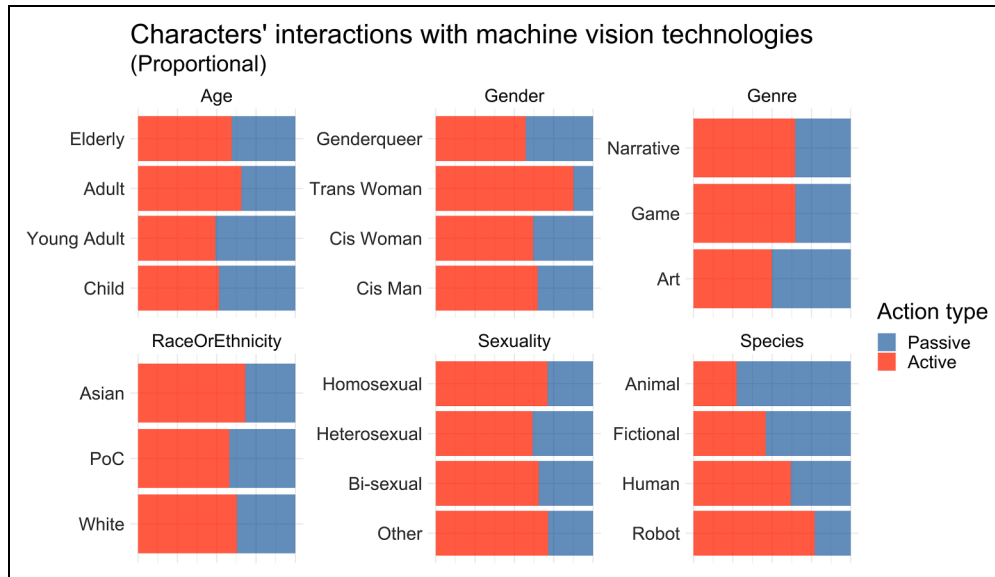 Characters' interactions with machine vision technologies
(Proportional)
Age
Elderly
Adult
Young Adult
Child
Gender
Genderqueer
Trans Woman
Cis Woman
Cis Man
Genre
Narrative
Game
Art
RaceOrEthnicity
Asian
PoC
White
Sexuality
Homosexual
Heterosexual
Bi-sexual
Other
Species
Animal
Fictional
Human
Robot
Action type
Passive
Active